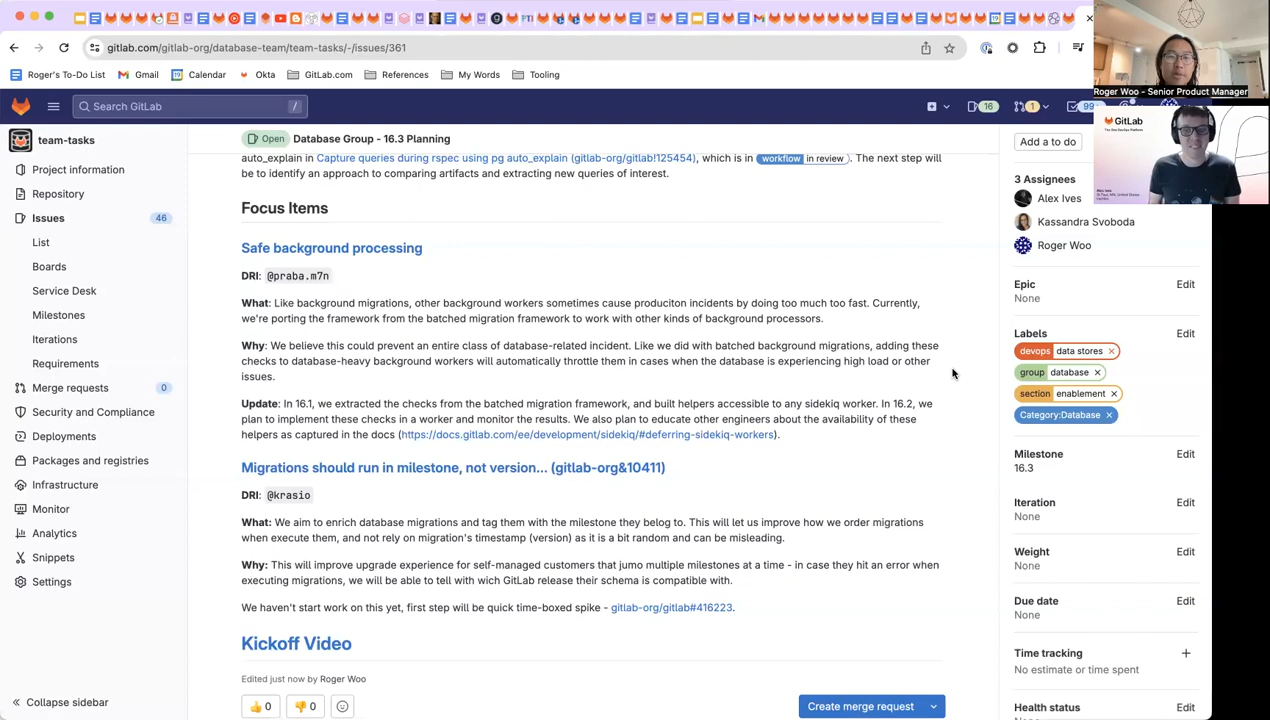 gitlab.com/gitlab-org/database-team/team-tasks/-/issues/361
Roger's To-Do List
Gmail
Calendar
Okta
GitLab.com
References
My Words
Tooling
Roger Woo - Senior Product Manager
Search GitLab
/
16
1
99+
GitLab
team-tasks
Project information
Repository
Issues
46
List
Boards
Service Desk
Milestones
Iterations
Requirements
Merge requests
0
Security and Compliance
Deployments
Packages and registries
Infrastructure
Monitor
Analytics
Snippets
Settings
Collapse sidebar
Open
Database Group - 16.3 Planning
auto_explain in Capture queries during rspec using pg auto_explain (gitlab-org/gitlab!125454), which is in workflow in review. The next step will
be to identify an approach to comparing artifacts and extracting new queries of interest.
Focus Items
Safe background processing
DRI: @praba.m7n
What: Like background migrations, other background workers sometimes cause produciton incidents by doing too much too fast. Currently,
we're porting the framework from the batched migration framework to work with other kinds of background processors.
Why: We believe this could prevent an entire class of database-related incident. Like we did with batched background migrations, adding these
checks to database-heavy background workers will automatically throttle them in cases when the database is experiencing high load or other
issues.
Update: In 16.1, we extracted the checks from the batched migration framework, and built helpers accessible to any sidekiq worker. In 16.2, we
plan to implement these checks in a worker and monitor the results. We also plan to educate other engineers about the availability of these
helpers as captured in the docs (https://docs.gitlab.com/ee/development/sidekiq/#deferring-sidekiq-workers).
Migrations should run in milestone, not version... (gitlab-org&10411)
DRI: @krasio
What: We aim to enrich database migrations and tag them with the milestone they belog to. This will let us improve how we order migrations
when execute them, and not rely on migration's timestamp (version) as it is a bit random and can be misleading.
Why: This will improve upgrade experience for self-managed customers that jumo multiple milestones at a time - in case they hit an error when
executing migrations, we will be able to tell with wich GitLab release their schema is compatible with.
We haven't start work on this yet, first step will be quick time-boxed spike - gitlab-org/gitlab#416223.
Kickoff Video
Edited just now by Roger Woo
0
0
Create merge request
Add a to do
3 Assignees
Alex Ives
Kassandra Svoboda
Roger Woo
Epic
Edit
None
Labels
Edit
devops data stores
group database
section enablement
Category:Database
Milestone
Edit
16.3
Iteration
Edit
None
Weight
Edit
None
Due date
Edit
None
Time tracking
No estimate or time spent
Health status
Edit